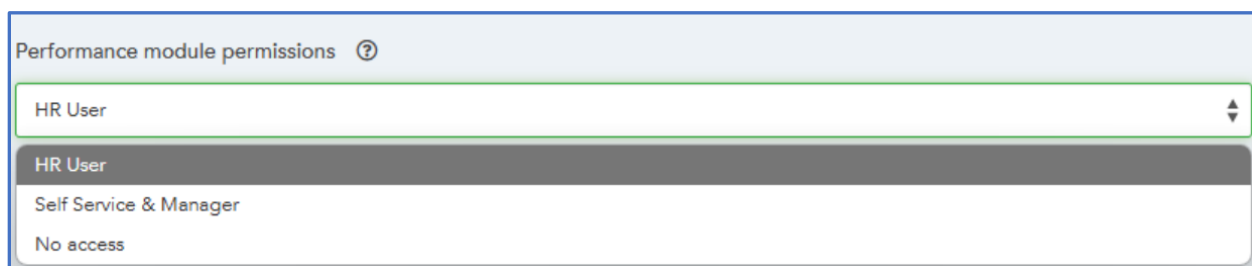 Performance module permissions
HR User
HR User
Self Service & Manager
No access